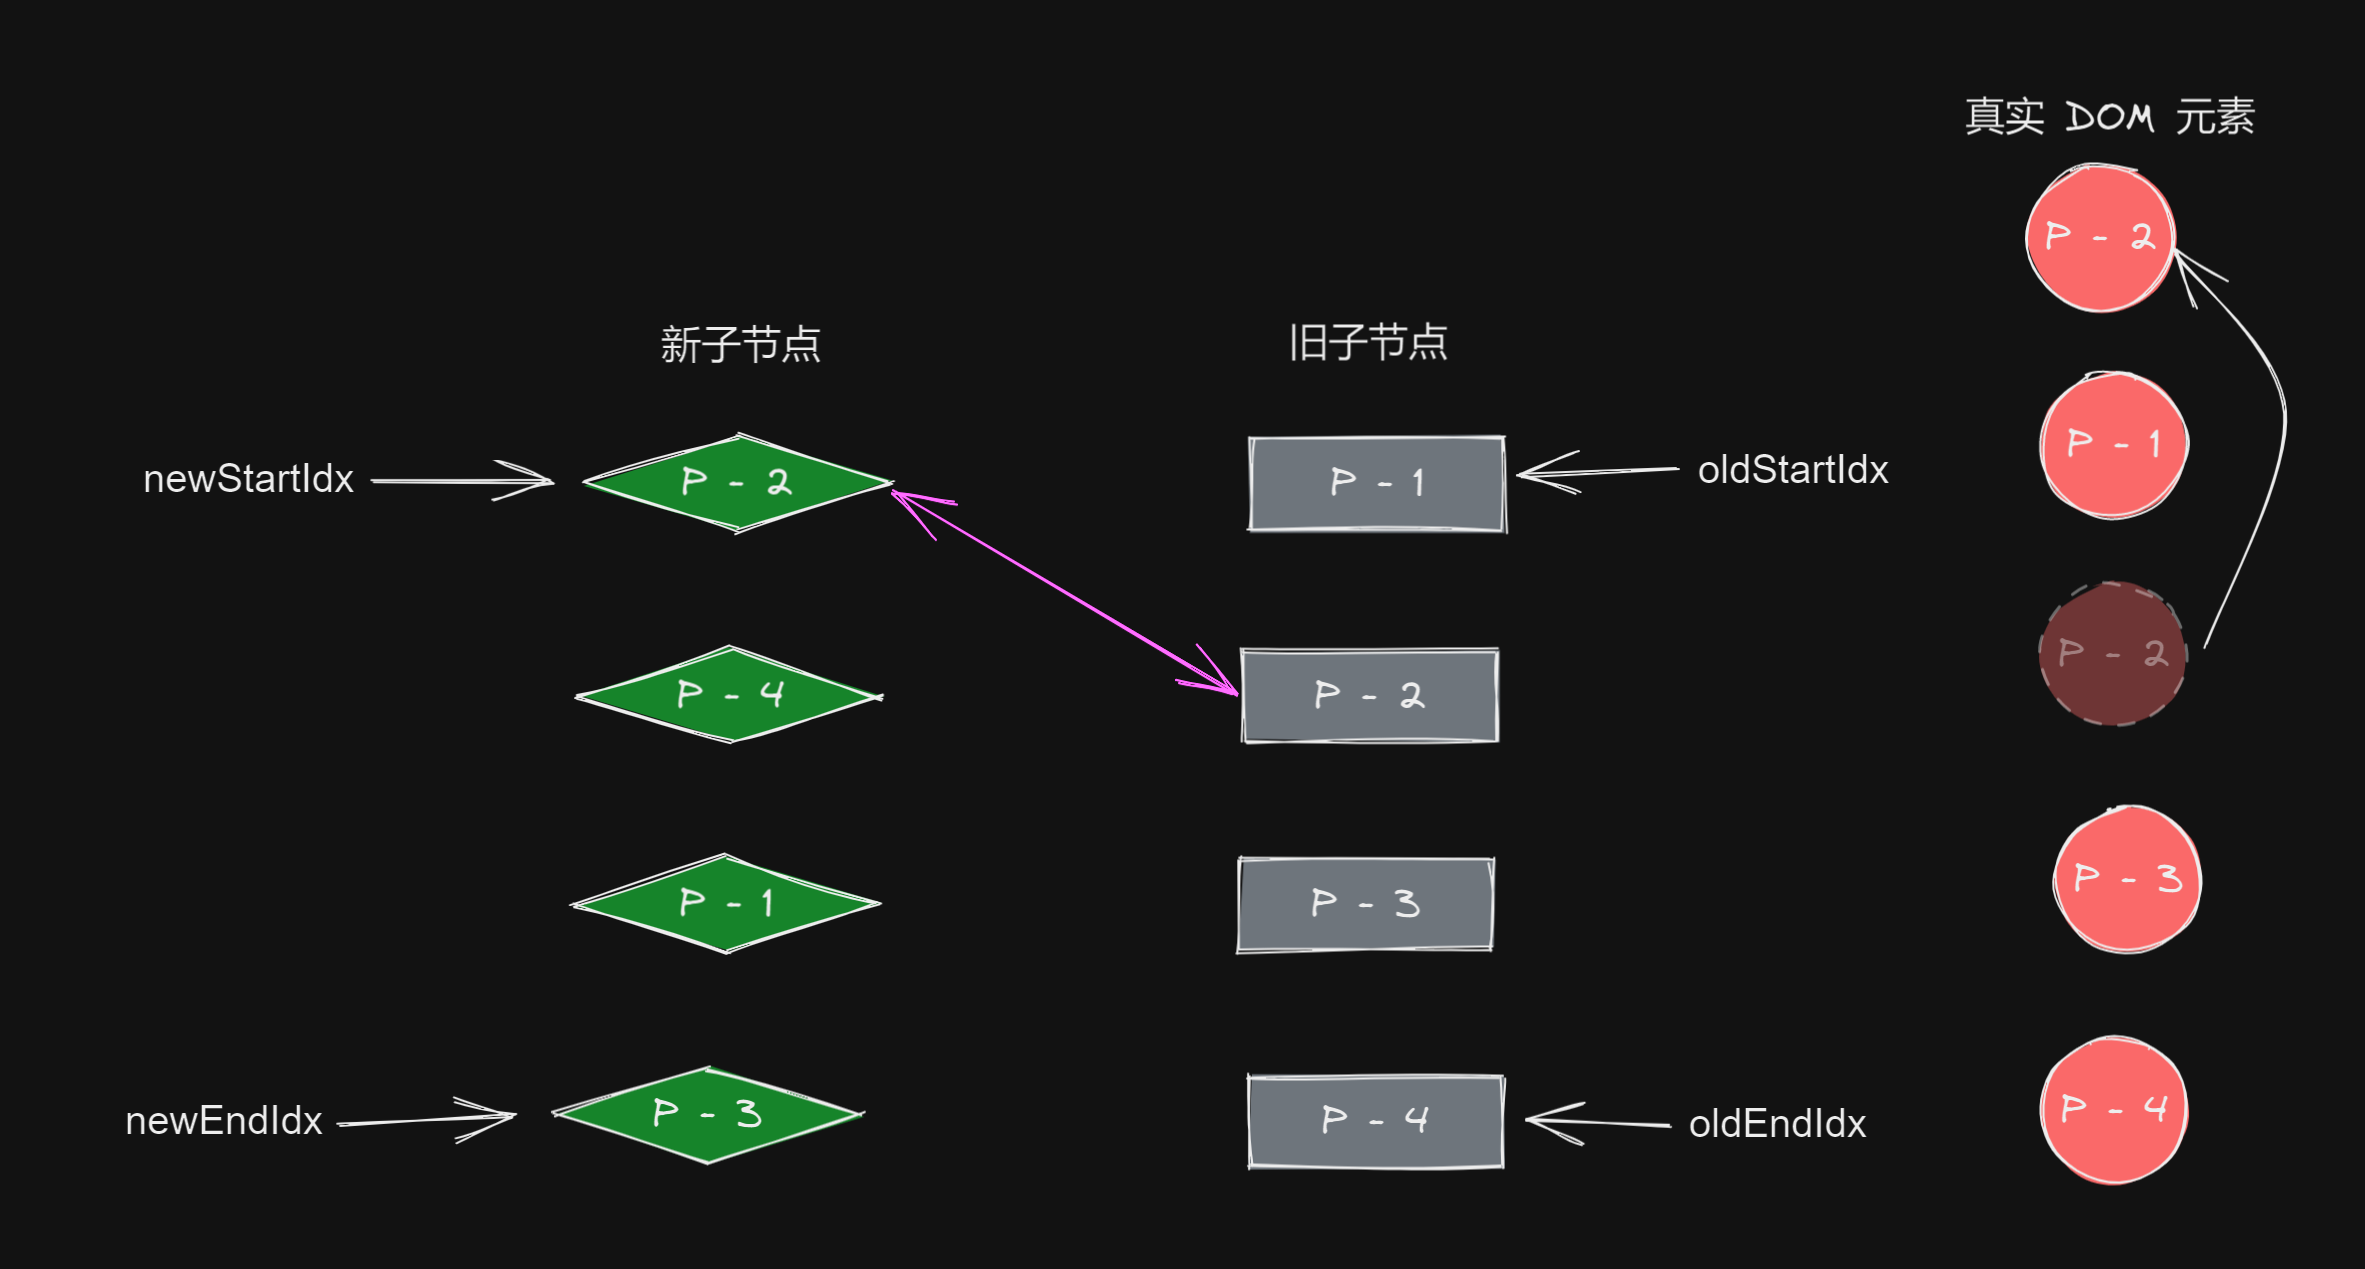 真实 DOM 元素
P - 2
新子节点
旧子节点
P - 1
newStartIdx
P - 2
P - 1
oldStartIdx
P - 2
P - 4
P - 2
P - 1
P - 3
P - 3
newEndIdx
P - 3
P - 4
oldEndIdx
P - 4